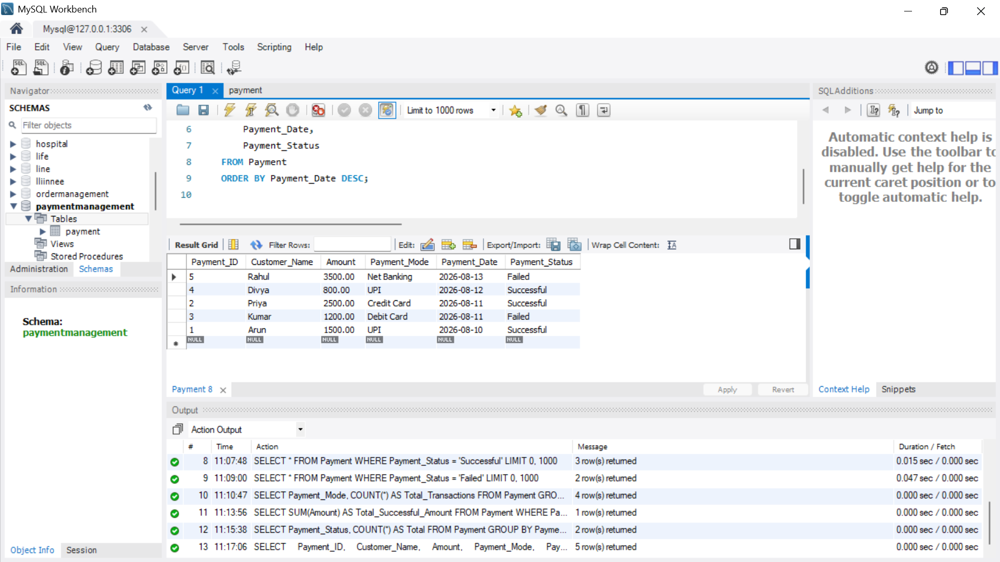 MySQL Workbench
Mysql@127.0.0.1:3306
File Edit View Query Database Server Tools Scripting Help
Navigator
SCHEMAS
Filter objects
hospital
life
line
lliinnee
ordermanagement
paymentmanagement
Tables
payment
Views
Stored Procedures
Administration Schemas
Information
Schema:
paymentmanagement
Object Info Session
Query 1 payment
Limit to 1000 rows
6 Payment_Date,
7 Payment_Status
8 FROM Payment
9 ORDER BY Payment_Date DESC;
10
Result Grid Filter Rows: Edit: Export/Import: Wrap Cell Content:
Payment_ID Customer_Name Amount Payment_Mode Payment_Date Payment_Status
5 Rahul 3500.00 Net Banking 2026-08-13 Failed
4 Divya 800.00 UPI 2026-08-12 Successful
2 Priya 2500.00 Credit Card 2026-08-11 Successful
3 Kumar 1200.00 Debit Card 2026-08-11 Failed
1 Arun 1500.00 UPI 2026-08-10 Successful
NULL NULL NULL NULL NULL NULL
Payment 8 Apply Revert
SQLAdditions
Jump to
Automatic context help is
disabled. Use the toolbar to
manually get help for the
current caret position or to
toggle automatic help.
Context Help Snippets
Output
Action Output
# Time Action Message Duration / Fetch
8 11:07:48 SELECT * FROM Payment WHERE Payment_Status = 'Successful' LIMIT 0, 1000 3 row(s) returned 0.015 sec / 0.000 sec
9 11:09:00 SELECT * FROM Payment WHERE Payment_Status = 'Failed' LIMIT 0, 1000 2 row(s) returned 0.047 sec / 0.000 sec
10 11:10:47 SELECT Payment_Mode, COUNT(*) AS Total_Transactions FROM Payment GRO... 4 row(s) returned 0.000 sec / 0.000 sec
11 11:13:56 SELECT SUM(Amount) AS Total_Successful_Amount FROM Payment WHERE Pa... 1 row(s) returned 0.000 sec / 0.000 sec
12 11:15:38 SELECT Payment_Status, COUNT(*) AS Total FROM Payment GROUP BY Payme... 2 row(s) returned 0.000 sec / 0.000 sec
13 11:17:06 SELECT Payment_ID, Customer_Name, Amount, Payment_Mode, Pay... 5 row(s) returned 0.000 sec / 0.000 sec